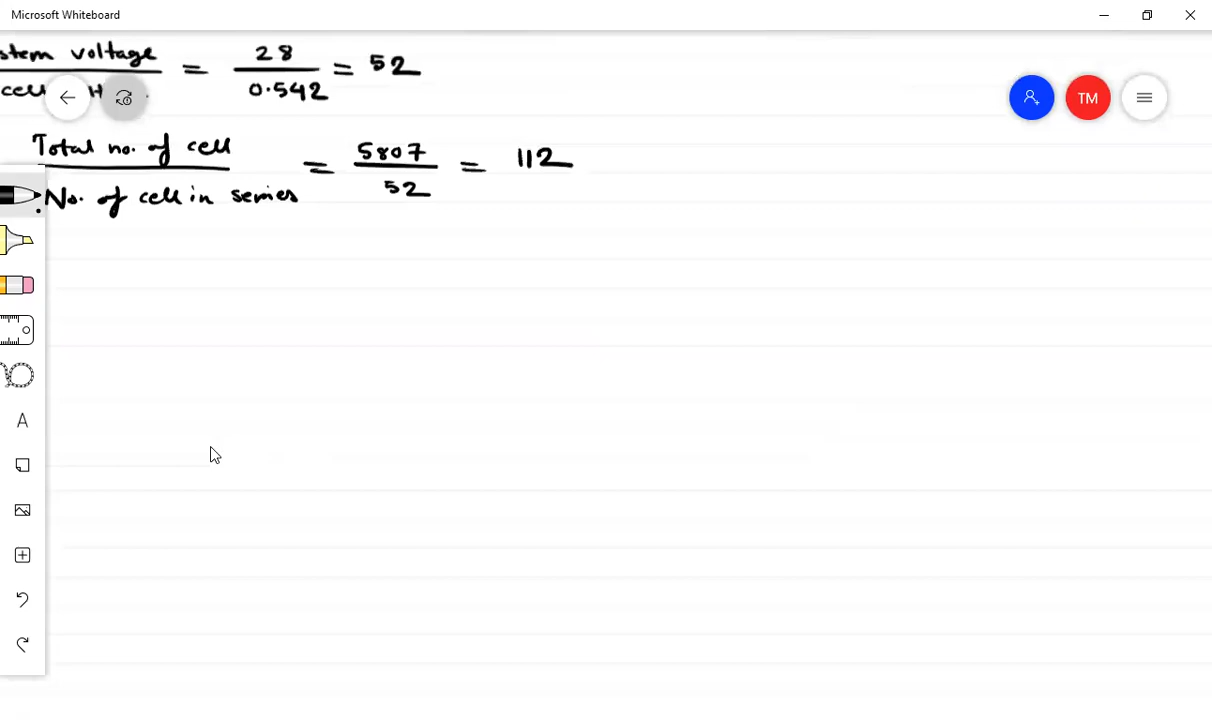 Microsoft Whiteboard
stem voltage = 28 = 52
cell 0.542
TM
Total no. of cell = 5807 = 112
No. of cell in series 52
A